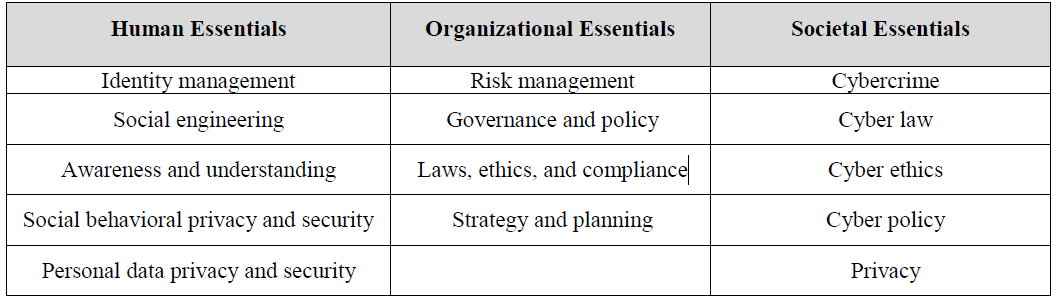 Human Essentials Organizational Essentials Societal Essentials
Identity management Risk management Cybercrime
Social engineering Governance and policy Cyber law
Awareness and understanding Laws, ethics, and compliance Cyber ethics
Social behavioral privacy and security Strategy and planning Cyber policy
Personal data privacy and security Privacy